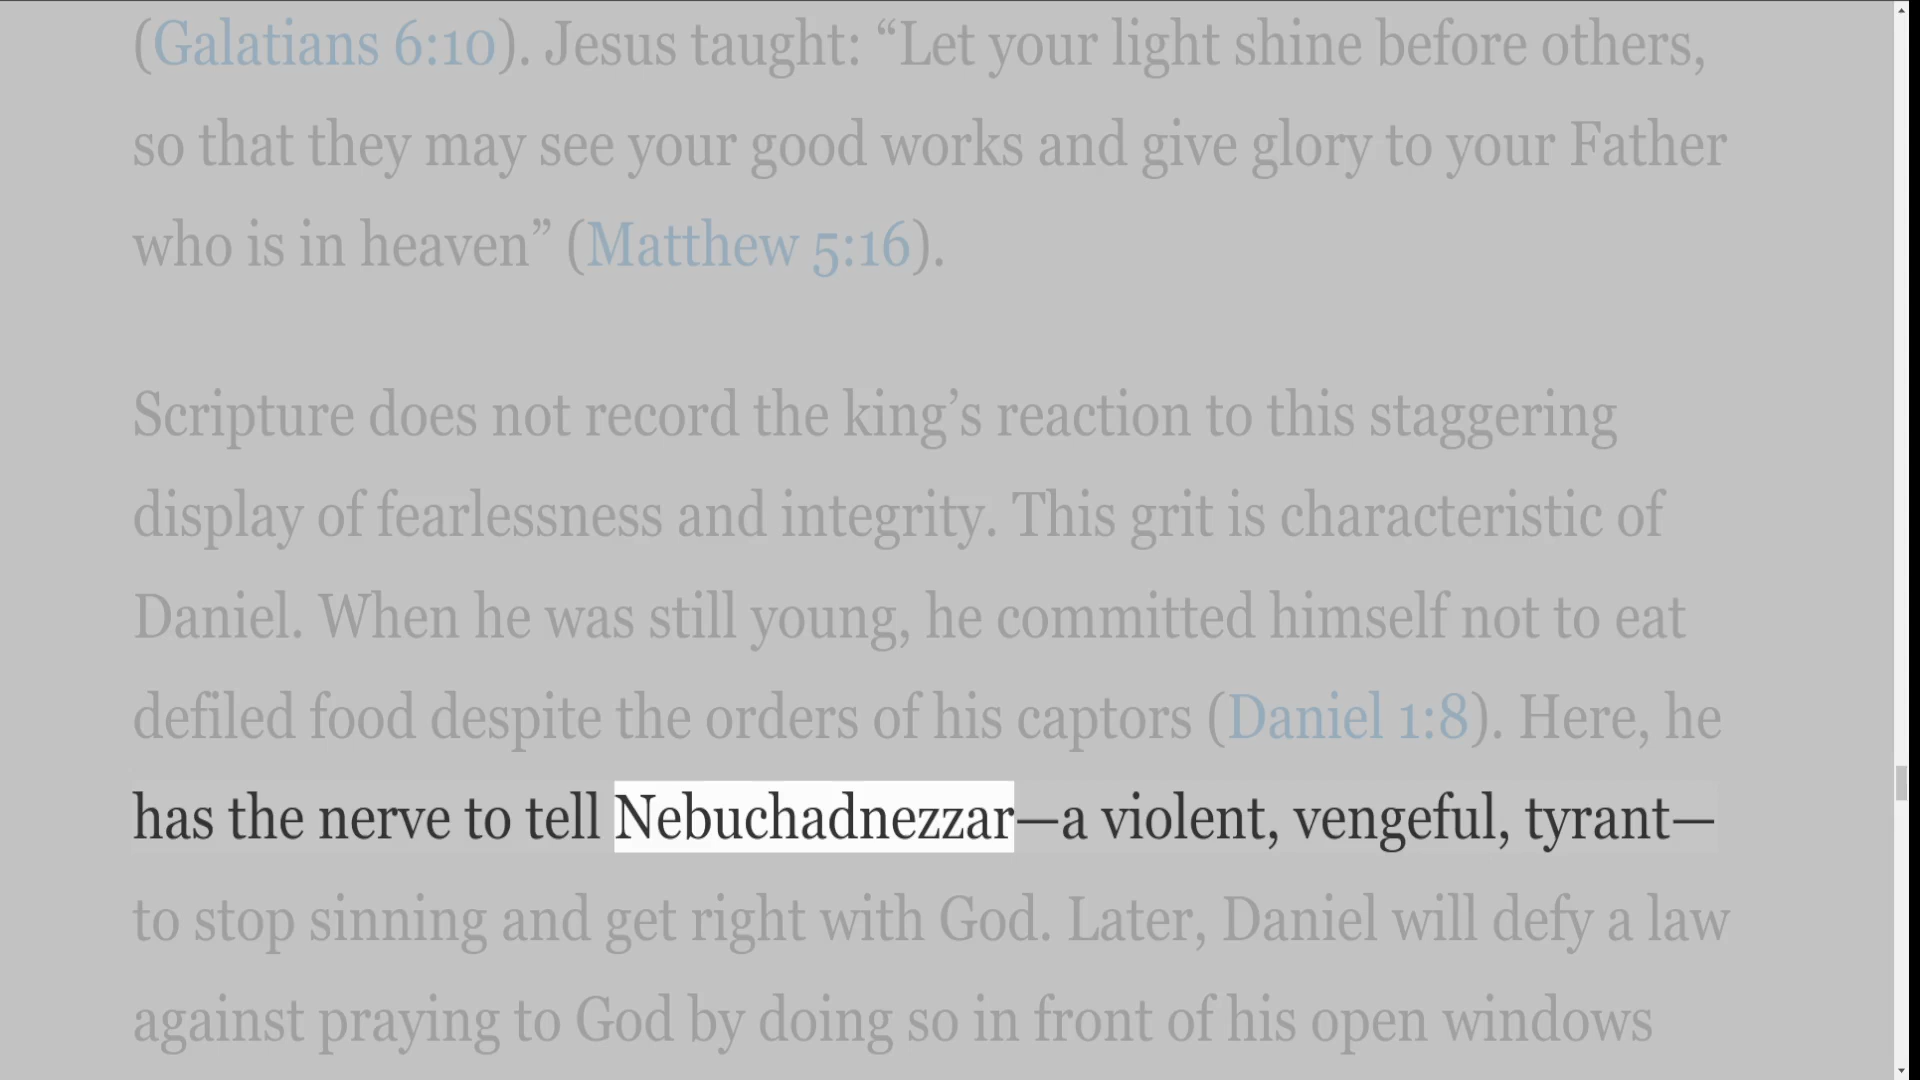 (Galatians 6:10). Jesus taught: “Let your light shine before others,
so that they may see your good works and give glory to your Father
who is in heaven” (Matthew 5:16).
Scripture does not record the king’s reaction to this staggering
display of fearlessness and integrity. This grit is characteristic of
Daniel. When he was still young, he committed himself not to eat
defiled food despite the orders of his captors (Daniel 1:8). Here, he
has the nerve to tell Nebuchadnezzar—a violent, vengeful, tyrant—
to stop sinning and get right with God. Later, Daniel will defy a law
against praying to God by doing so in front of his open windows